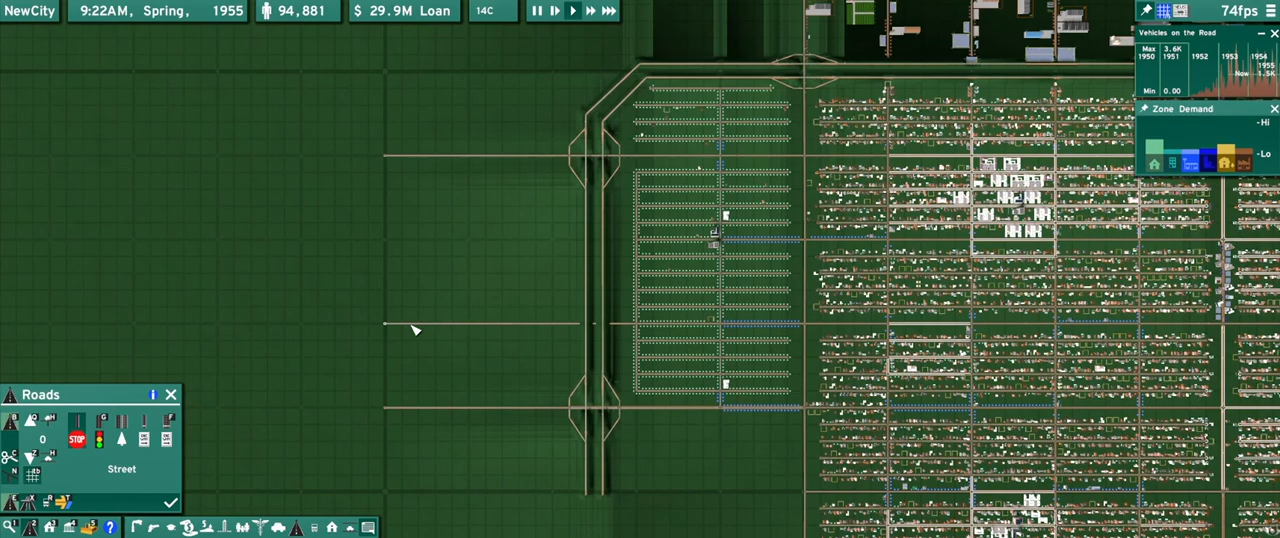 NewCity
9:22AM, Spring, 1955
94,881
$ 29.9M Loan
14C
74fps
Vehicles on the Road
Max 3.6K
1950 1951 1952 1953 1954
1955
Now 1.5K
Min 0.00
Zone Demand
-Hi
-Lo
Roads
0
STOP
Street